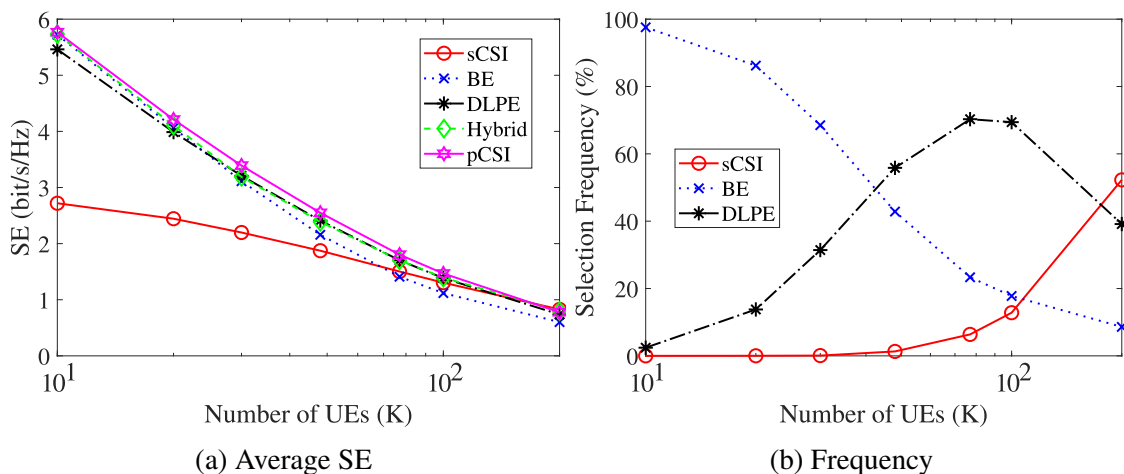 6
5
4
3
2
1
0
SE (bit/s/Hz)
sCSI
BE
DLPE
Hybrid
pCSI
10^1
10^2
Number of UEs (K)
(a) Average SE
100
80
60
40
20
0
Selection Frequency (%)
sCSI
BE
DLPE
10^1
10^2
Number of UEs (K)
(b) Frequency